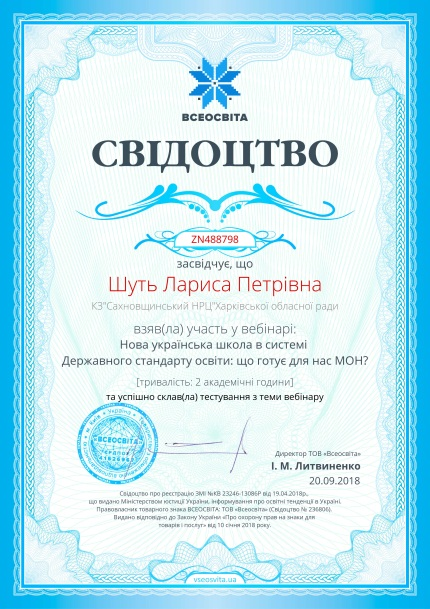 ВСЕОСВІТА
СВІДОЦТВО
ZN488798
засвідчує, що
Шуть Лариса Петрівна
КЗ"Сахновщинський НРЦ"Харківської обласної ради
взяв(ла) участь у вебінарі:
Нова українська школа в системі
Державного стандарту освіти: що готує для нас МОН?
[тривалість: 2 академічні години]
та успішно склав(ла) тестування з теми вебінару
ВСЕОСВІТА
Директор ТОВ «Всеосвіта»
І. М. Литвиненко
20.09.2018
Свідоцтво про реєстрацію ЗМІ №КВ 23246-13086Р від 19.04.2018р.,
що видано Міністерством юстиції України, інформування про освітні тенденції в Україні.
Правовласник товарного знака ВСЕОСВІТА: ТОВ «Всеосвіта» (Свідоцтво № 236806).
Видано відповідно до Закону України «Про охорону прав на знаки для
товарів і послуг» від 10 січня 2018 року.
vseosvita.ua